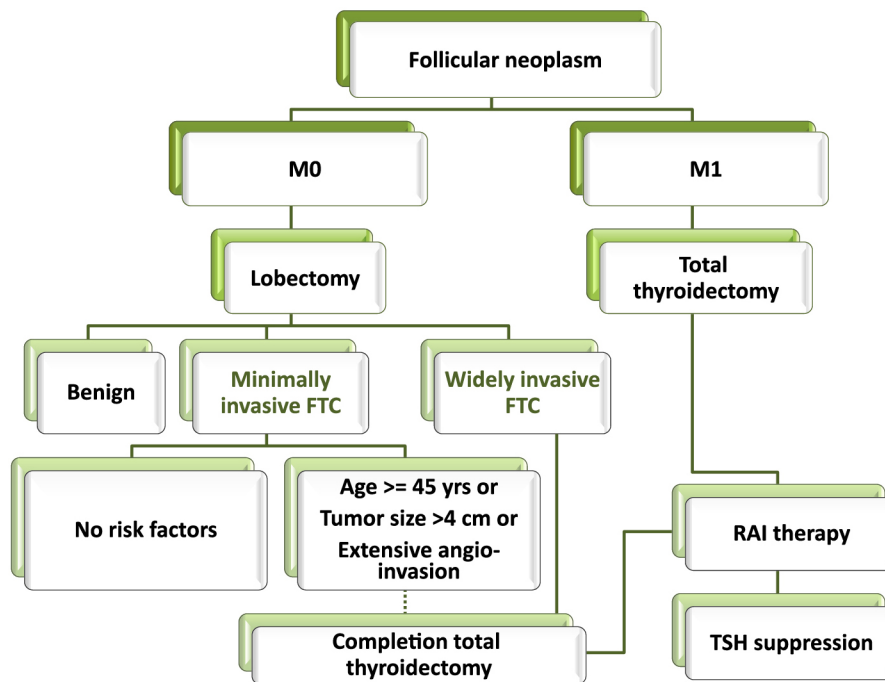 Follicular neoplasm
M0
M1
Lobectomy
Total
thyroidectomy
Benign
Minimally
invasive FTC
Widely invasive
FTC
No risk factors
Age >= 45 yrs or
Tumor size >4 cm or
Extensive angio-
invasion
RAI therapy
Completion total
thyroidectomy
TSH suppression